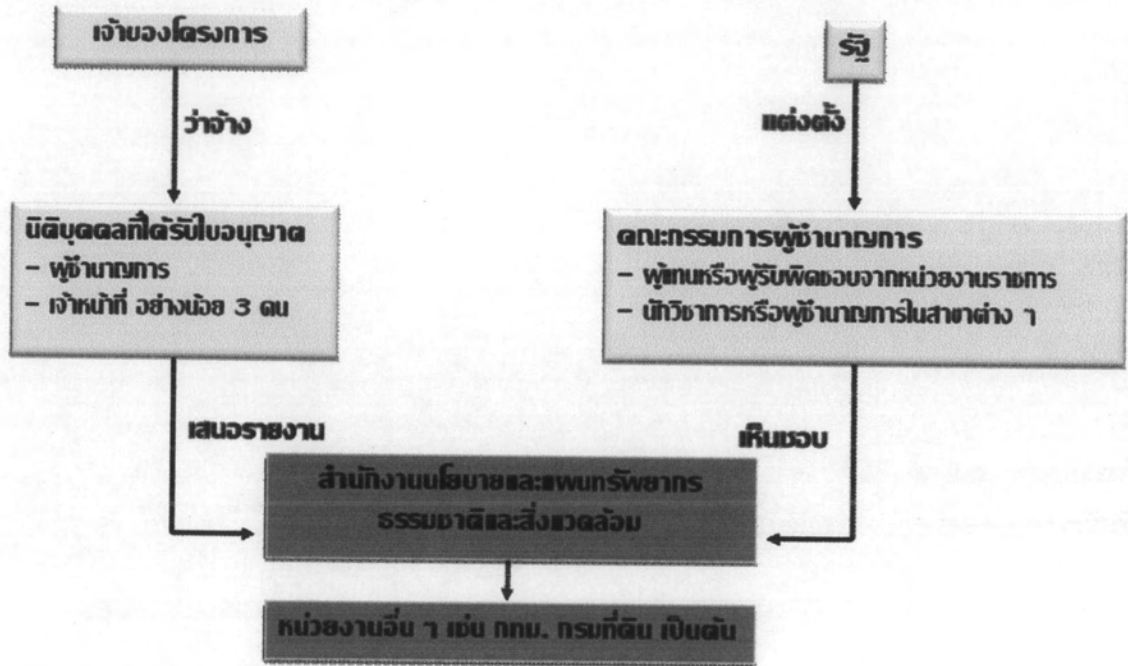 เจ้าของโครงการ
รัฐ
ว่าจ้าง
แต่งตั้ง
นิติบุคคลที่ได้รับใบอนุญาต
- ผู้ชำนาญการ
- เจ้าหน้าที่ อย่างน้อย 3 คน
คณะกรรมการผู้ชำนาญการ
- ผู้แทนหรือผู้รับผิดชอบจากหน่วยงานราชการ
- นักวิชาการหรือผู้ชำนาญการในสาขาต่าง ๆ
เสนอรายงาน
เห็นชอบ
สำนักงานนโยบายและแผนทรัพยากร
ธรรมชาติและสิ่งแวดล้อม
หน่วยงานอื่น ๆ เช่น กทม. กรมที่ดิน เป็นต้น